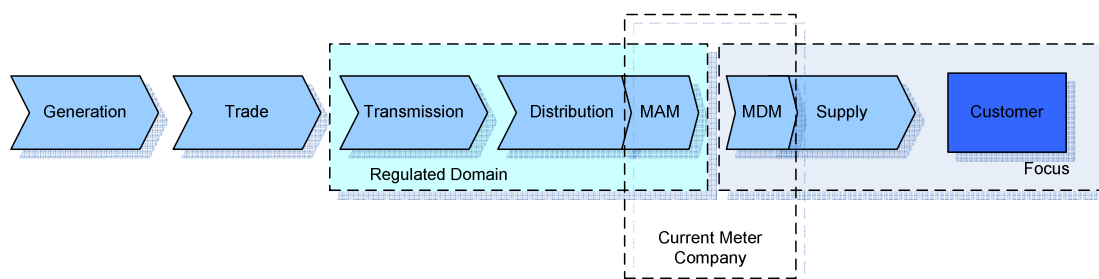 Generation
Trade
Transmission
Distribution
MAM
MDM
Supply
Customer
Regulated Domain
Focus
Current Meter
Company